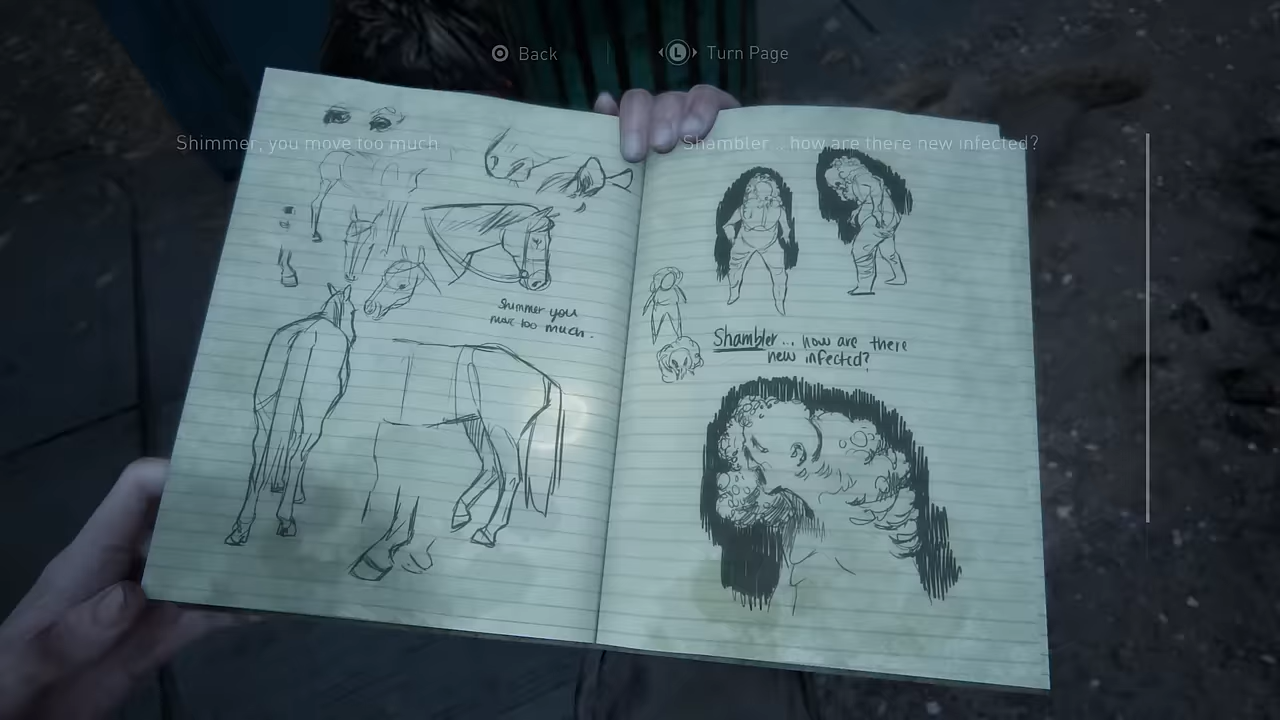 Back
L Turn Page
Shimmer, you move too much.
Shambler... how are there new infected?
Shimmer you
move too much.
Shambler... how are there
new infected?